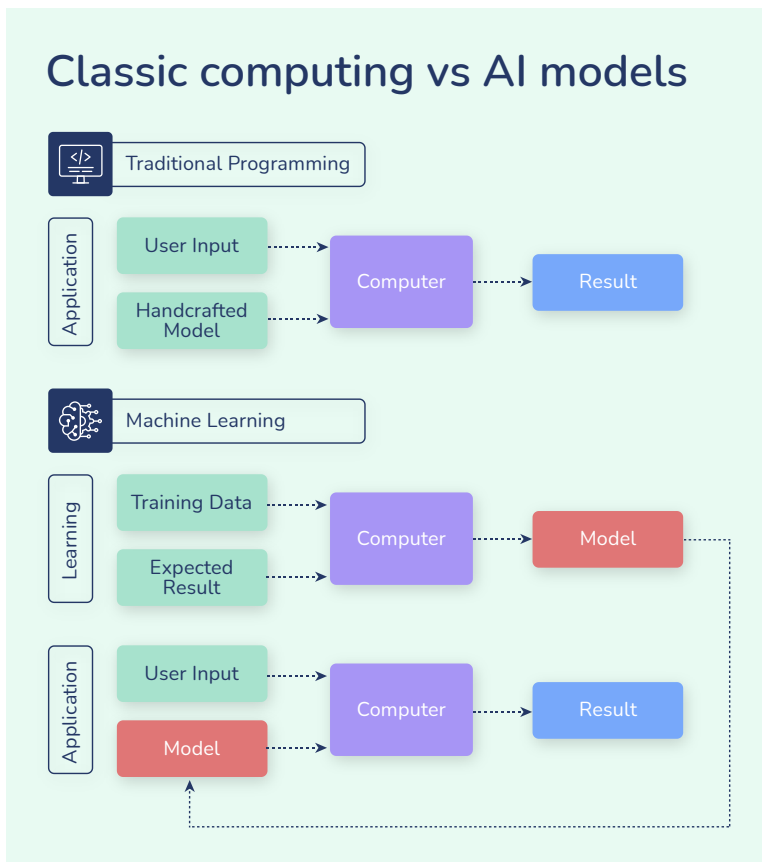 Classic computing vs AI models
</>
Traditional Programming
Application
User Input
Handcrafted
Model
Computer
Result
Machine Learning
Learning
Training Data
Expected
Result
Computer
Model
Application
User Input
Model
Computer
Result